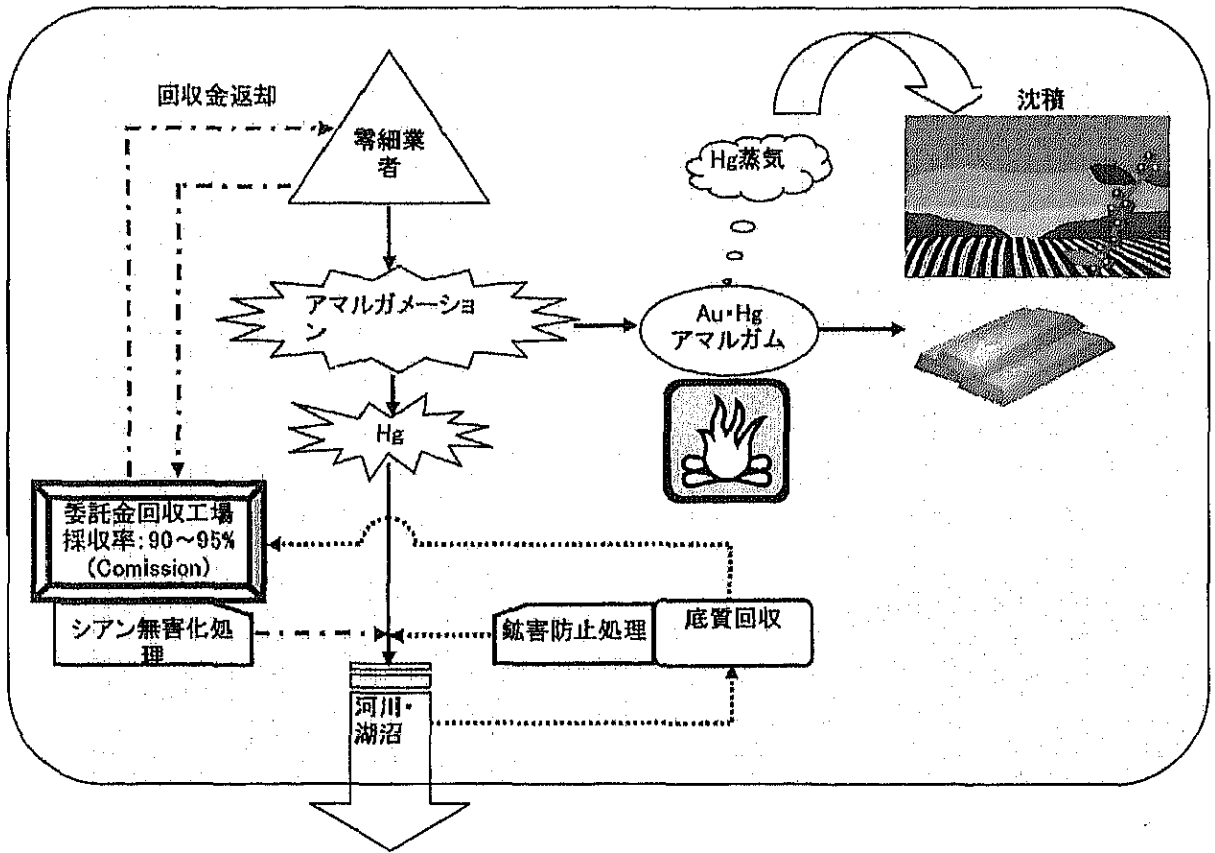 回収金返却
零細業
者
沈積
Hg蒸気
アマルガメーショ
ン
Au・Hg
アマルガム
Hg
委託金回収工場
採収率:90～95%
(Comission)
シアン無害化処
理
鉱害防止処理
底質回収
河川・
湖沼